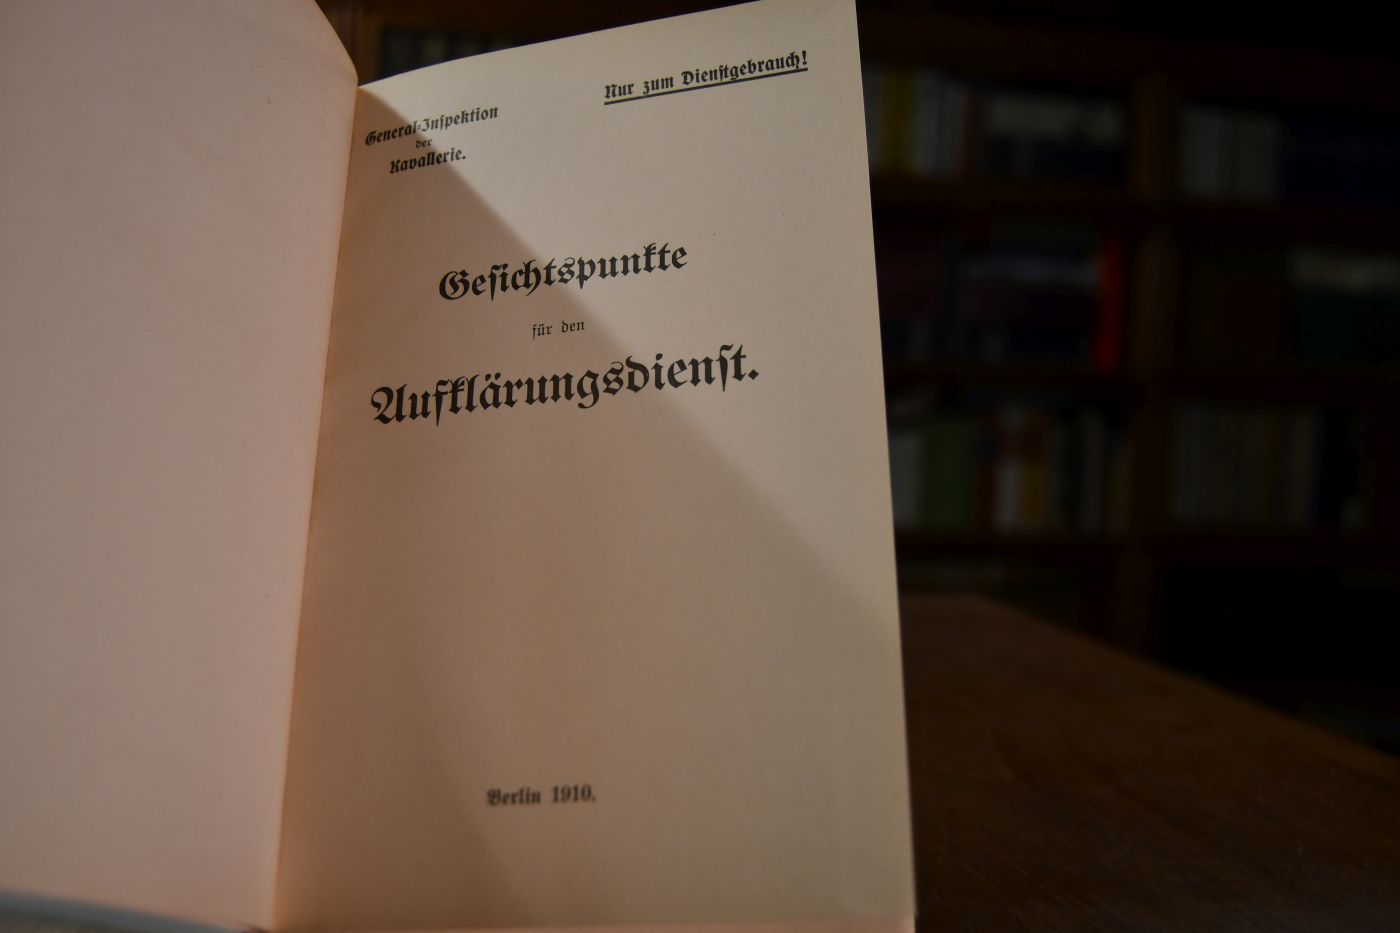 Nur zum Dienſtgebrauch!
General-Inſpektion
der
Kavallerie.
Geſichtspunkte
für den
Aufklärungsdienſt.
Berlin 1910.